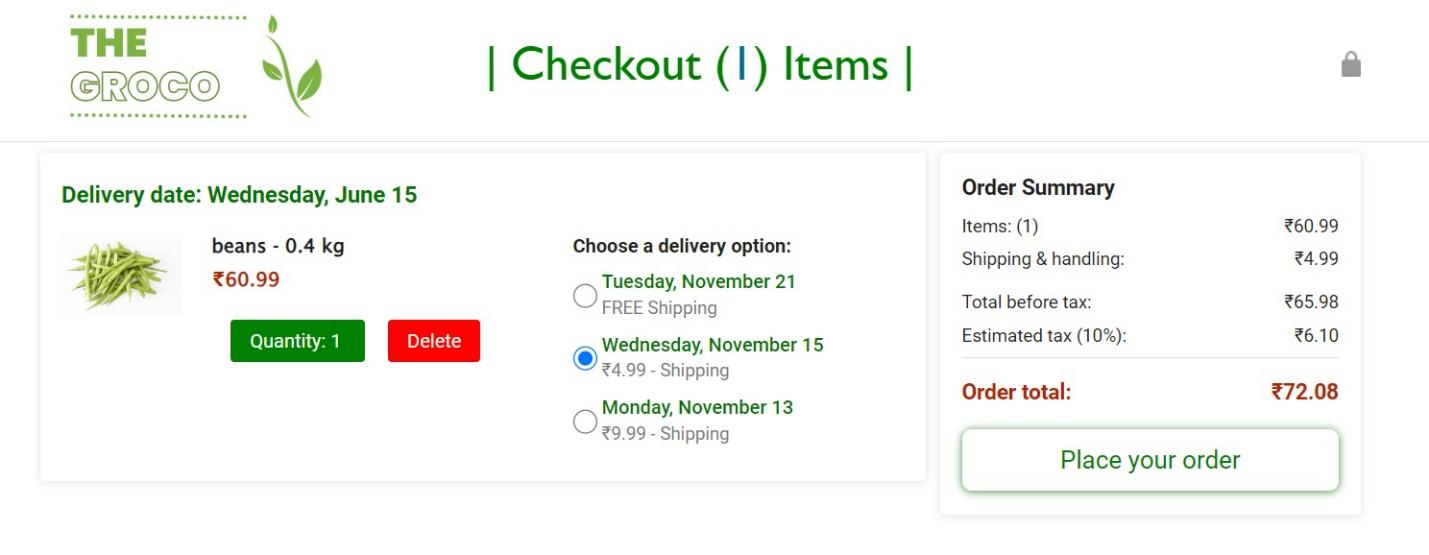 THE
GROCO
| Checkout (1) Items |
Delivery date: Wednesday, June 15
beans - 0.4 kg
₹60.99
Quantity: 1
Delete
Choose a delivery option:
Tuesday, November 21
FREE Shipping
Wednesday, November 15
₹4.99 - Shipping
Monday, November 13
₹9.99 - Shipping
Order Summary
Items: (1) ₹60.99
Shipping & handling: ₹4.99
Total before tax: ₹65.98
Estimated tax (10%): ₹6.10
Order total: ₹72.08
Place your order